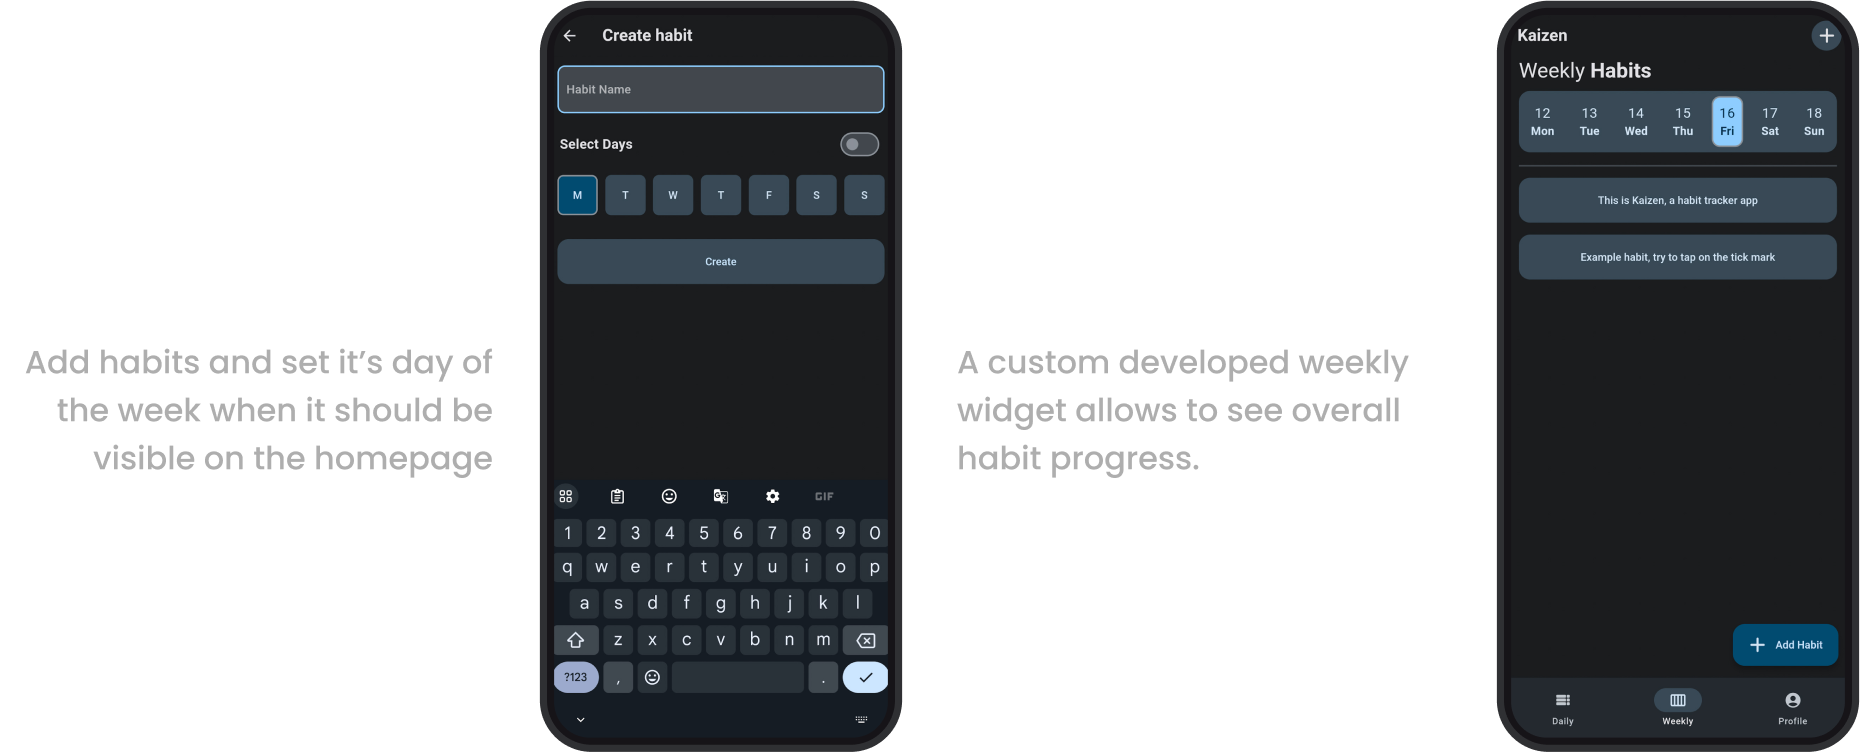 Add habits and set it’s day of
the week when it should be
visible on the homepage
Create habit
Habit Name
Select Days
M T W T F S S
Create
GIF
1 2 3 4 5 6 7 8 9 0
q w e r t y u i o p
a s d f g h j k l
z x c v b n m
?123 , .
A custom developed weekly
widget allows to see overall
habit progress.
Kaizen
Weekly Habits
12 13 14 15 16 17 18
Mon Tue Wed Thu Fri Sat Sun
This is Kaizen, a habit tracker app
Example habit, try to tap on the tick mark
Add Habit
Daily Weekly Profile